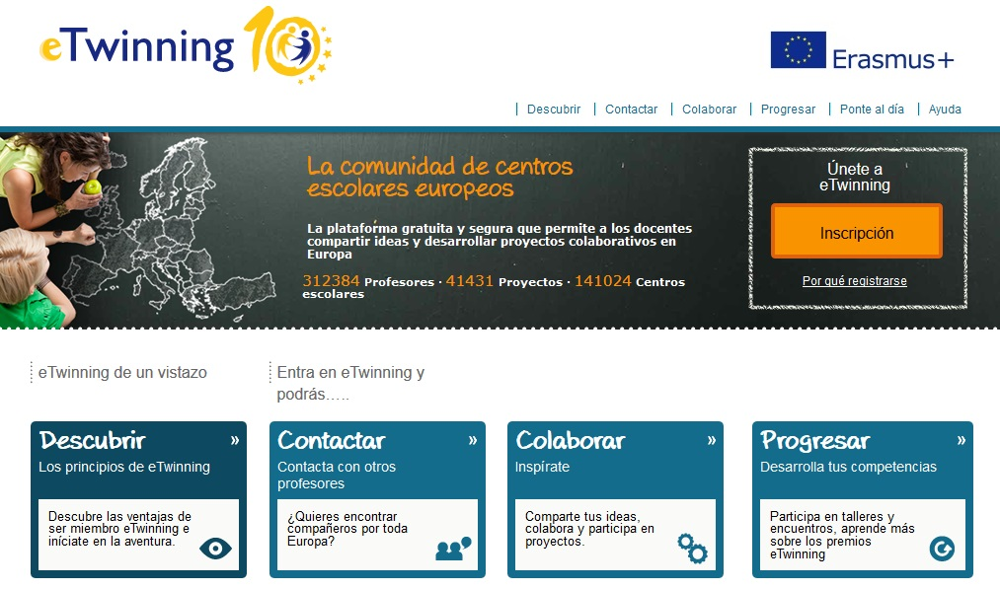 eTwinning 10
Erasmus+
Descubrir
Contactar
Colaborar
Progresar
Ponte al día
Ayuda
La comunidad de centros
escolares europeos
La plataforma gratuita y segura que permite a los docentes
compartir ideas y desarrollar proyectos colaborativos en
Europa
312384 Profesores · 41431 Proyectos · 141024 Centros
escolares
Únete a
eTwinning
Inscripción
Por qué registrarse
eTwinning de un vistazo
Entra en eTwinning y
podrás.....
Descubrir »
Los principios de eTwinning
Descubre las ventajas de
ser miembro eTwinning e
iníciate en la aventura.
Contactar »
Contacta con otros
profesores
¿Quieres encontrar
compañeros por toda
Europa?
Colaborar »
Inspírate
Comparte tus ideas,
colabora y participa en
proyectos.
Progresar »
Desarrolla tus competencias
Participa en talleres y
encuentros, aprende más
sobre los premios
eTwinning